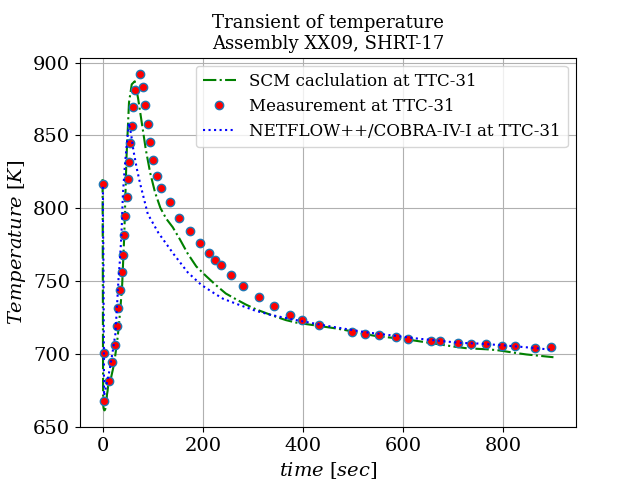 Transient of temperature
Assembly XX09, SHRT-17
900
850
800
750
700
650
Temperature [K]
SCM caclulation at TTC-31
Measurement at TTC-31
NETFLOW++/COBRA-IV-I at TTC-31
0 200 400 600 800
time [sec]